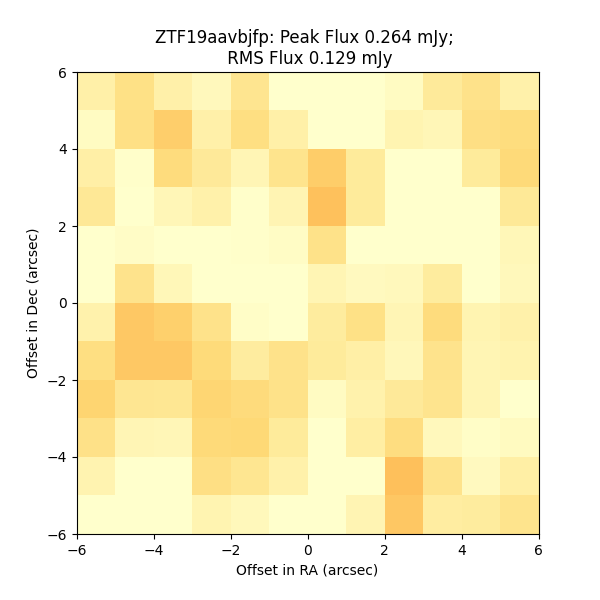 ZTF19aavbjfp: Peak Flux 0.264 mJy;
RMS Flux 0.129 mJy
6
4
2
0
−2
−4
−6
Offset in Dec (arcsec)
−6 −4 −2 0 2 4 6
Offset in RA (arcsec)